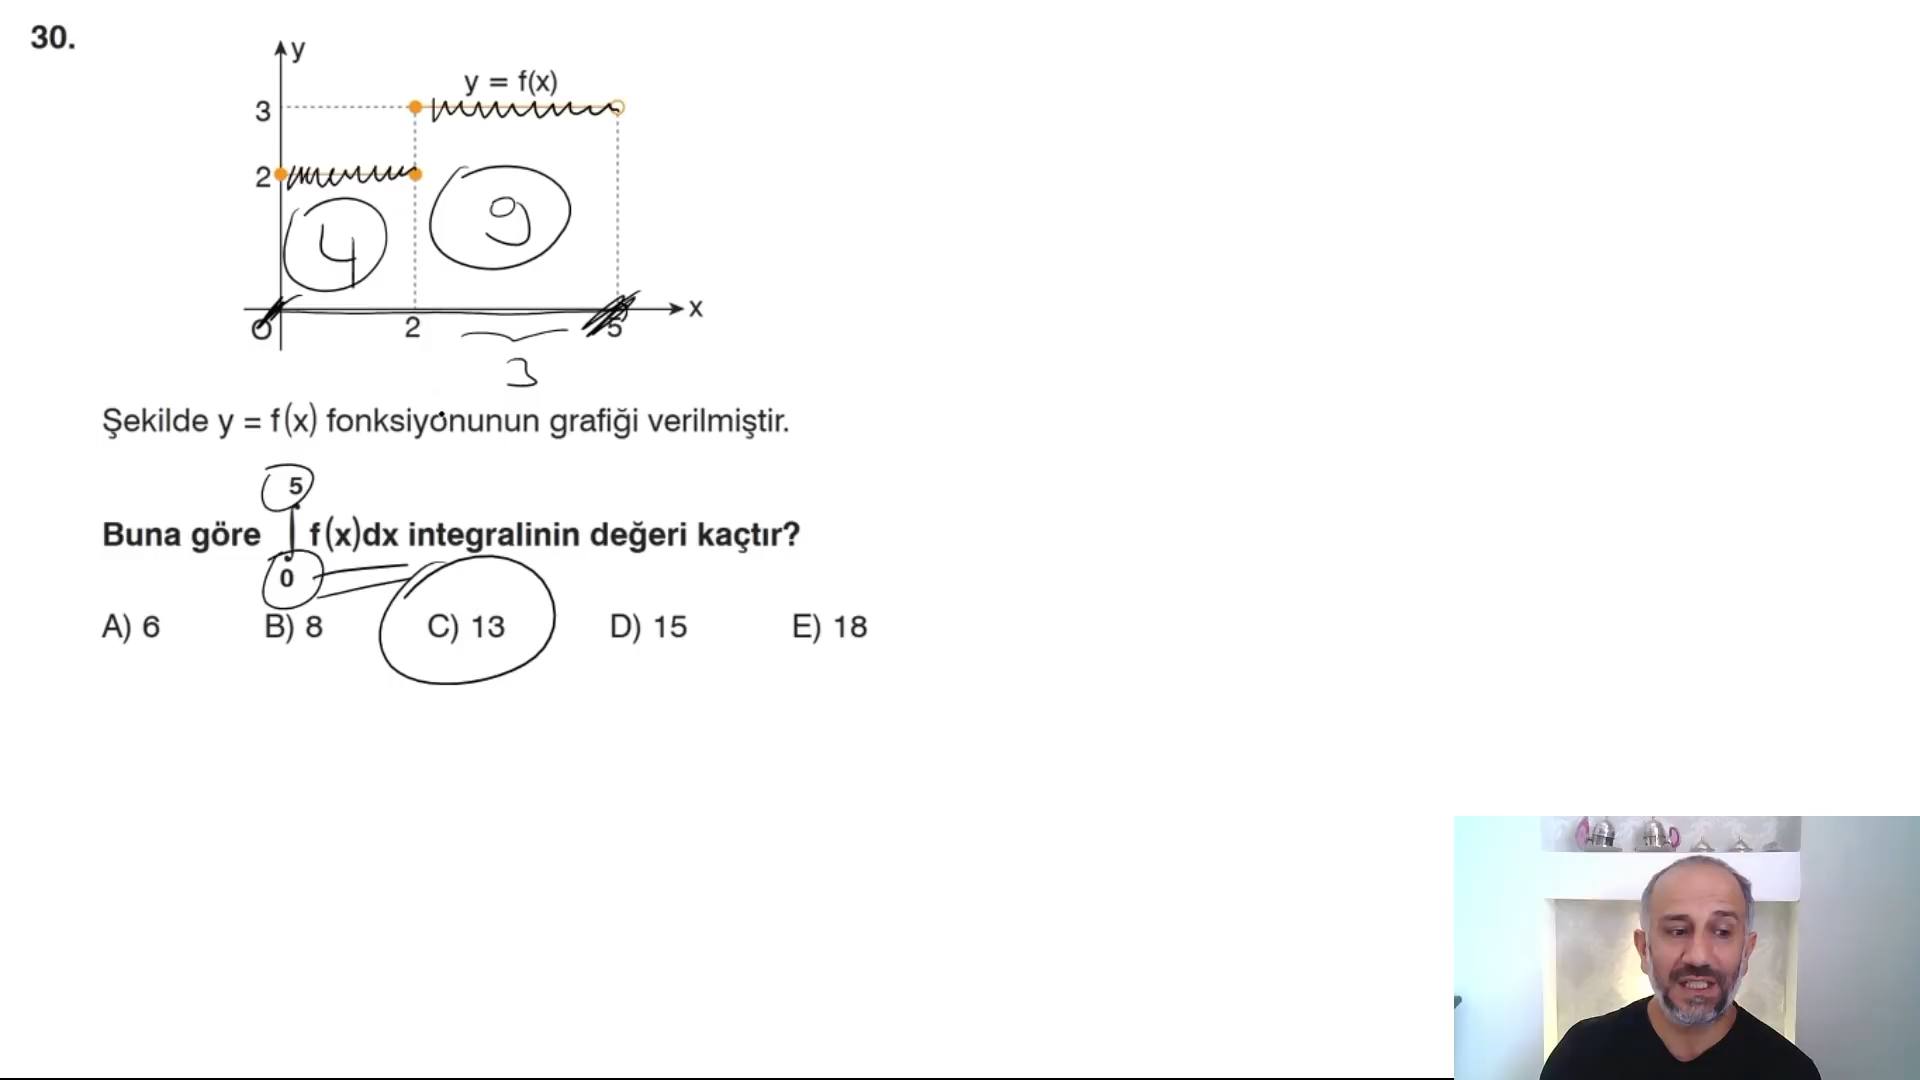 30.
y
y = f(x)
3
2
4
9
O
2
5
x
3
Şekilde y = f(x) fonksiyonunun grafiği verilmiştir.
5
Buna göre ∫ f(x)dx integralinin değeri kaçtır?
0
A) 6 B) 8 C) 13 D) 15 E) 18